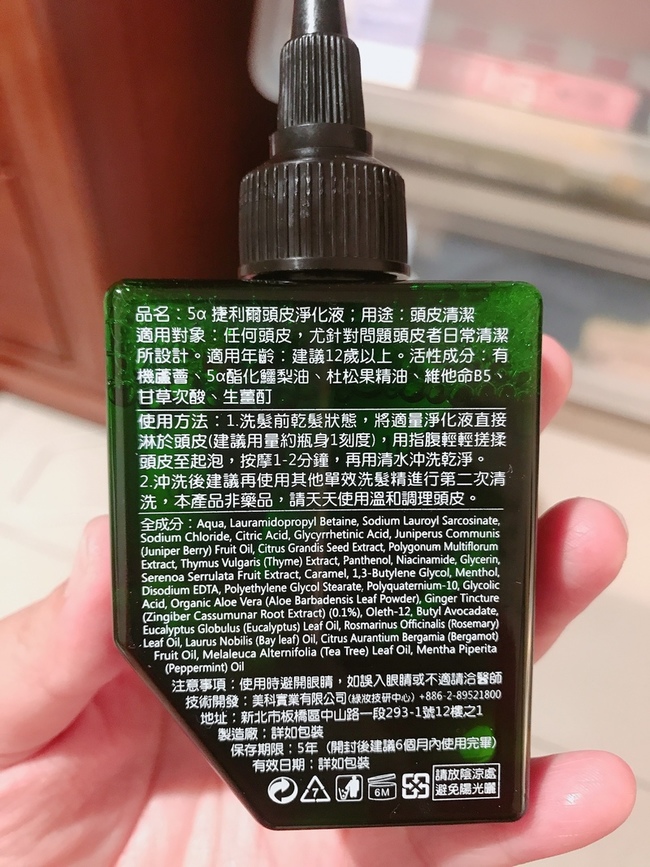 品名：5α 捷利爾頭皮淨化液；用途：頭皮清潔
適用對象：任何頭皮，尤針對問題頭皮者日常清潔
所設計。適用年齡：建議12歲以上。活性成分：有
機蘆薈、5α酯化鱷梨油、杜松果精油、維他命B5、
甘草次酸、生薑酊
使用方法：1.洗髮前乾髮狀態，將適量淨化液直接
淋於頭皮(建議用量約瓶身1刻度)，用指腹輕輕搓揉
頭皮至起泡，按摩1-2分鐘，再用清水沖洗乾淨。
2.沖洗後建議再使用其他單效洗髮精進行第二次清
洗，本產品非藥品，請天天使用溫和調理頭皮。
全成分：Aqua, Lauramidopropyl Betaine, Sodium Lauroyl Sarcosinate,
Sodium Chloride, Citric Acid, Glycyrrhetinic Acid, Juniperus Communis
(Juniper Berry) Fruit Oil, Citrus Grandis Seed Extract, Polygonum Multiflorum
Extract, Thymus Vulgaris (Thyme) Extract, Panthenol, Niacinamide, Glycerin,
Serenoa Serrulata Fruit Extract, Caramel, 1,3-Butylene Glycol, Menthol,
Disodium EDTA, Polyethylene Glycol Stearate, Polyquaternium-10, Glycolic
Acid, Organic Aloe Vera (Aloe Barbadensis Leaf Powder), Ginger Tincture
(Zingiber Cassumunar Root Extract) (0.1%), Oleth-12, Butyl Avocadate,
Eucalyptus Globulus (Eucalyptus) Leaf Oil, Rosmarinus Officinalis (Rosemary)
Leaf Oil, Laurus Nobilis (Bay leaf) Oil, Citrus Aurantium Bergamia (Bergamot)
Fruit Oil, Melaleuca Alternifolia (Tea Tree) Leaf Oil, Mentha Piperita
(Peppermint) Oil
注意事項：使用時避開眼睛，如誤入眼睛或不適請洽醫師
技術開發：美科實業有限公司(綠妝技研中心) +886-2-89521800
地址：新北市板橋區中山路一段293-1號12樓之1
製造廠：詳如包裝
保存期限：5年（開封後建議6個月內使用完畢）
有效日期：詳如包裝
7
6M
請放陰涼處
避免陽光曬